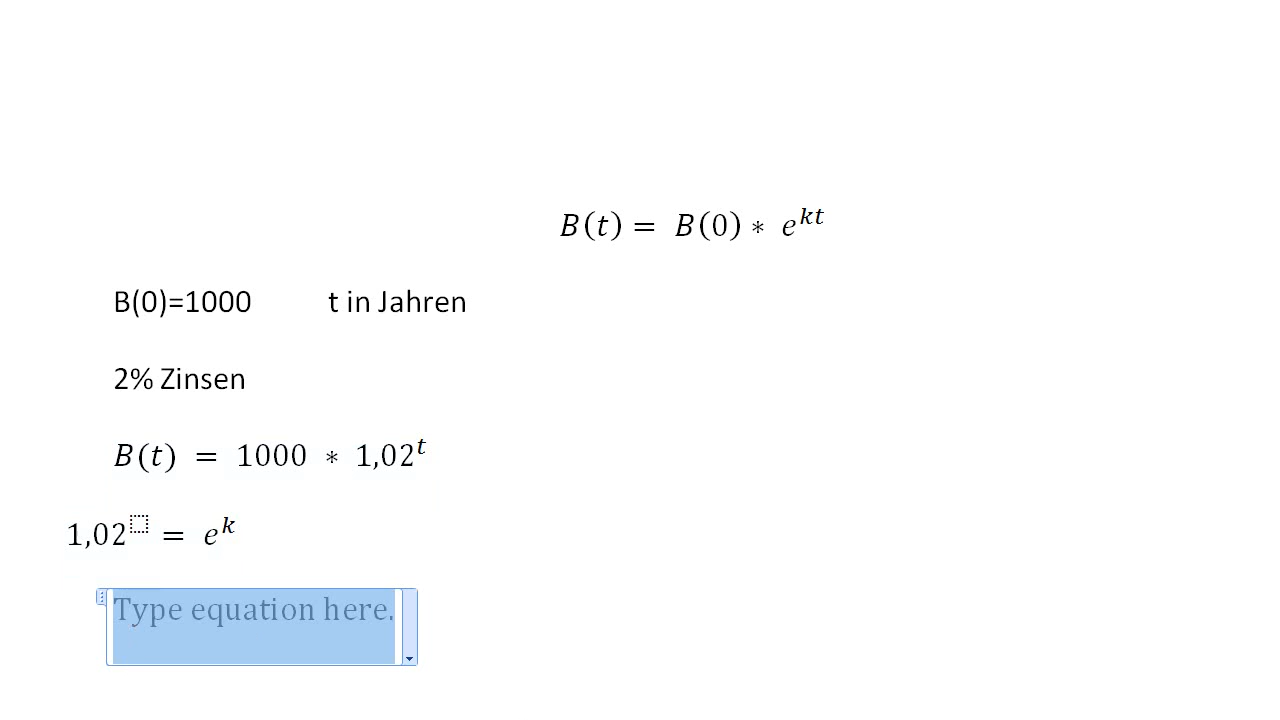 B(t) = B(0) ∗ e^{kt}
B(0)=1000 t in Jahren
2% Zinsen
B(t) = 1000 ∗ 1,02^t
1,02^⬚ = e^k
Type equation here.